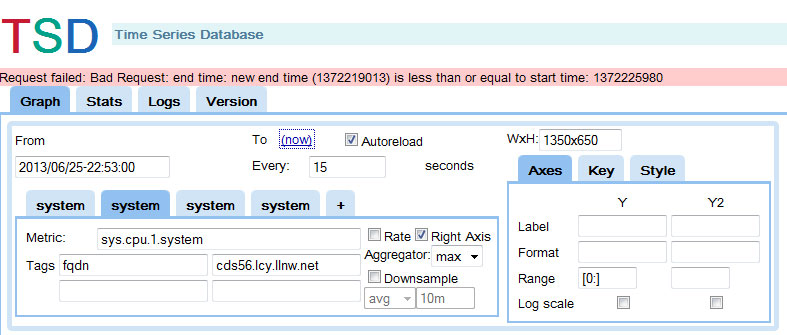 TSD Time Series Database
Request failed: Bad Request: end time: new end time (1372219013) is less than or equal to start time: 1372225980
Graph Stats Logs Version
From To (now) Autoreload WxH: 1350x650
2013/06/25-22:53:00 Every: 15 seconds
Axes Key Style
system system system system +
Y Y2
Metric: sys.cpu.1.system Rate Right Axis
Label
Tags fqdn cds56.lcy.llnw.net Aggregator: max
Format
Downsample
Range [0:]
avg 10m
Log scale